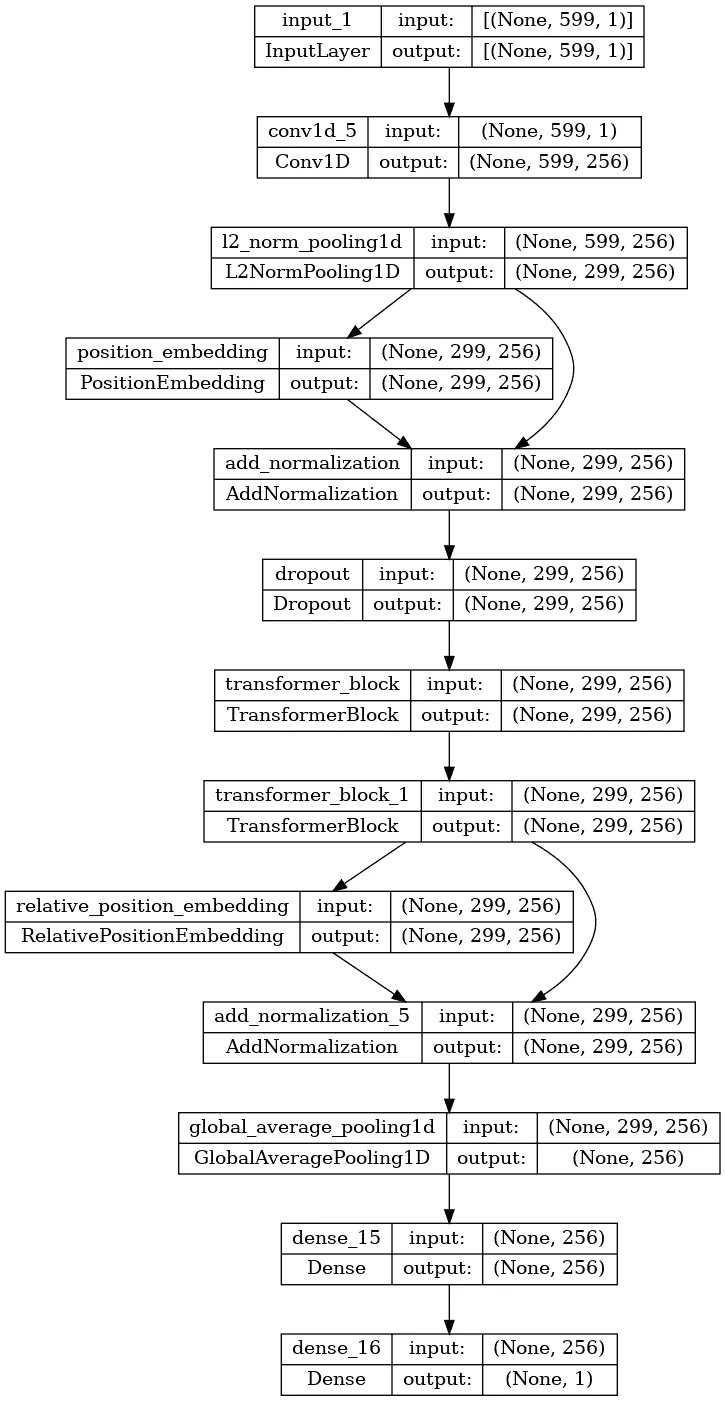 input_1 input: [(None, 599, 1)]
InputLayer output: [(None, 599, 1)]
conv1d_5 input: (None, 599, 1)
Conv1D output: (None, 599, 256)
l2_norm_pooling1d input: (None, 599, 256)
L2NormPooling1D output: (None, 299, 256)
position_embedding input: (None, 299, 256)
PositionEmbedding output: (None, 299, 256)
add_normalization input: (None, 299, 256)
AddNormalization output: (None, 299, 256)
dropout input: (None, 299, 256)
Dropout output: (None, 299, 256)
transformer_block input: (None, 299, 256)
TransformerBlock output: (None, 299, 256)
transformer_block_1 input: (None, 299, 256)
TransformerBlock output: (None, 299, 256)
relative_position_embedding input: (None, 299, 256)
RelativePositionEmbedding output: (None, 299, 256)
add_normalization_5 input: (None, 299, 256)
AddNormalization output: (None, 299, 256)
global_average_pooling1d input: (None, 299, 256)
GlobalAveragePooling1D output: (None, 256)
dense_15 input: (None, 256)
Dense output: (None, 256)
dense_16 input: (None, 256)
Dense output: (None, 1)